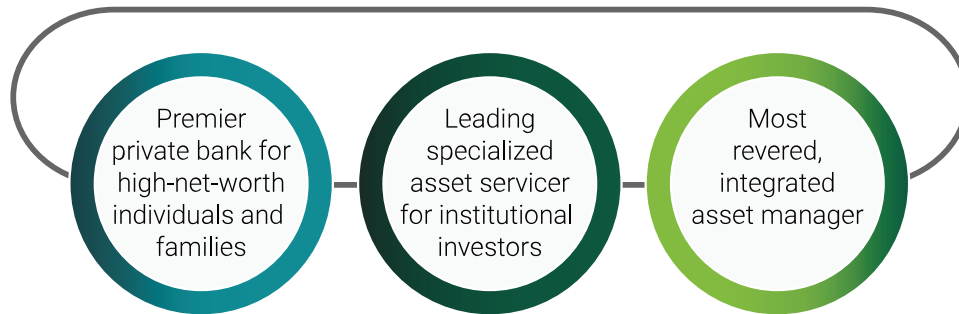 Premier
private bank for
high-net-worth
individuals and
families
Leading
specialized
asset servicer
for institutional
investors
Most
revered,
integrated
asset manager